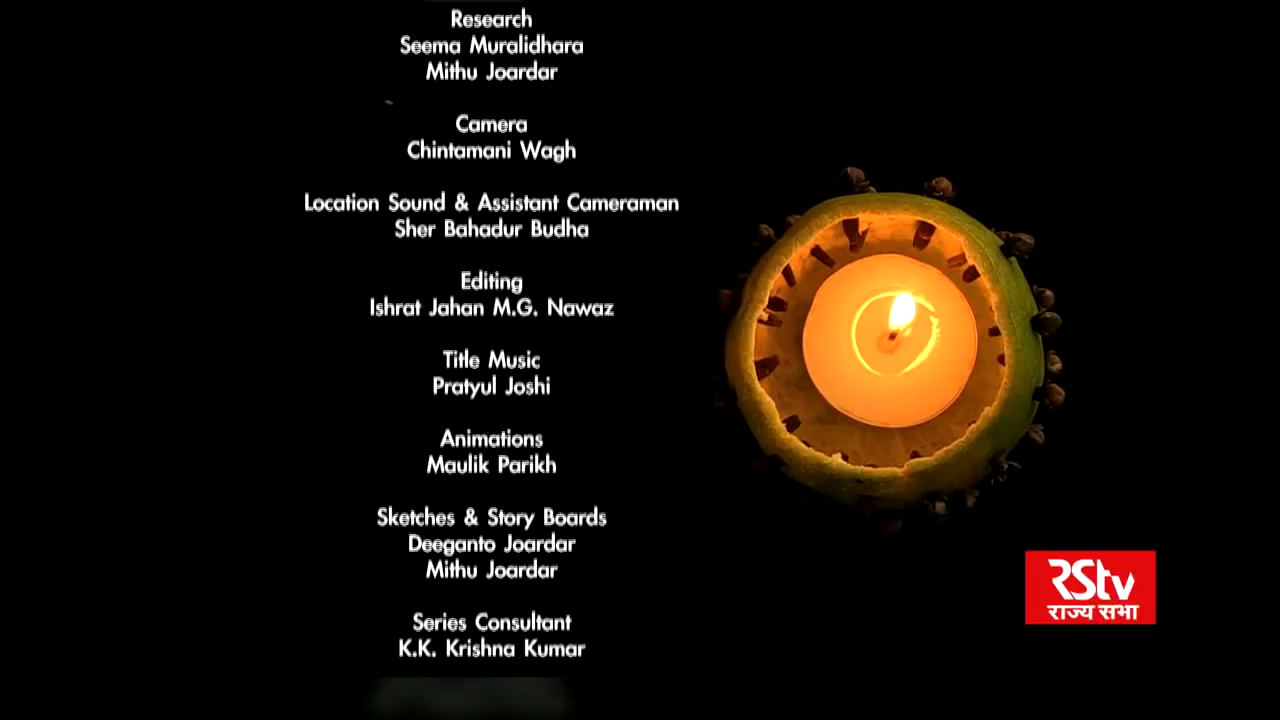 Research
Seema Muralidhara
Mithu Joardar
Camera
Chintamani Wagh
Location Sound & Assistant Cameraman
Sher Bahadur Budha
Editing
Ishrat Jahan M.G. Nawaz
Title Music
Pratyul Joshi
Animations
Maulik Parikh
Sketches & Story Boards
Deeganto Joardar
Mithu Joardar
Series Consultant
K.K. Krishna Kumar
RStv
राज्य सभा